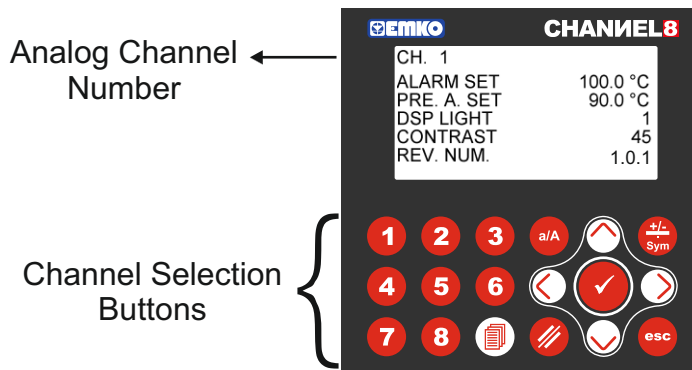 EMKO CHANNEL8
Analog Channel
Number
CH. 1
ALARM SET 100.0 °C
PRE. A. SET 90.0 °C
DSP LIGHT 1
CONTRAST 45
REV. NUM. 1.0.1
Channel Selection
Buttons
1 2 3 a/A +/- . Sym
4 5 6
7 8 esc